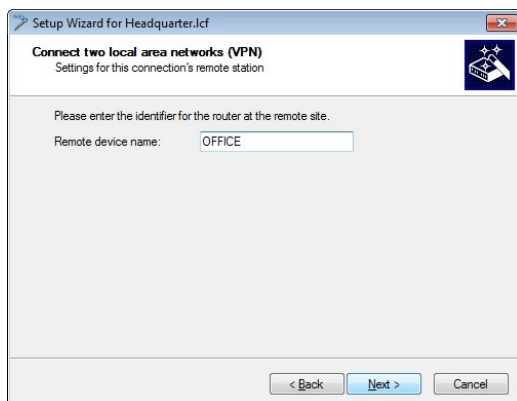 Setup Wizard for Headquarter.lcf
Connect two local area networks (VPN)
Settings for this connection's remote station
Please enter the identifier for the router at the remote site.
Remote device name: OFFICE
< Back Next > Cancel